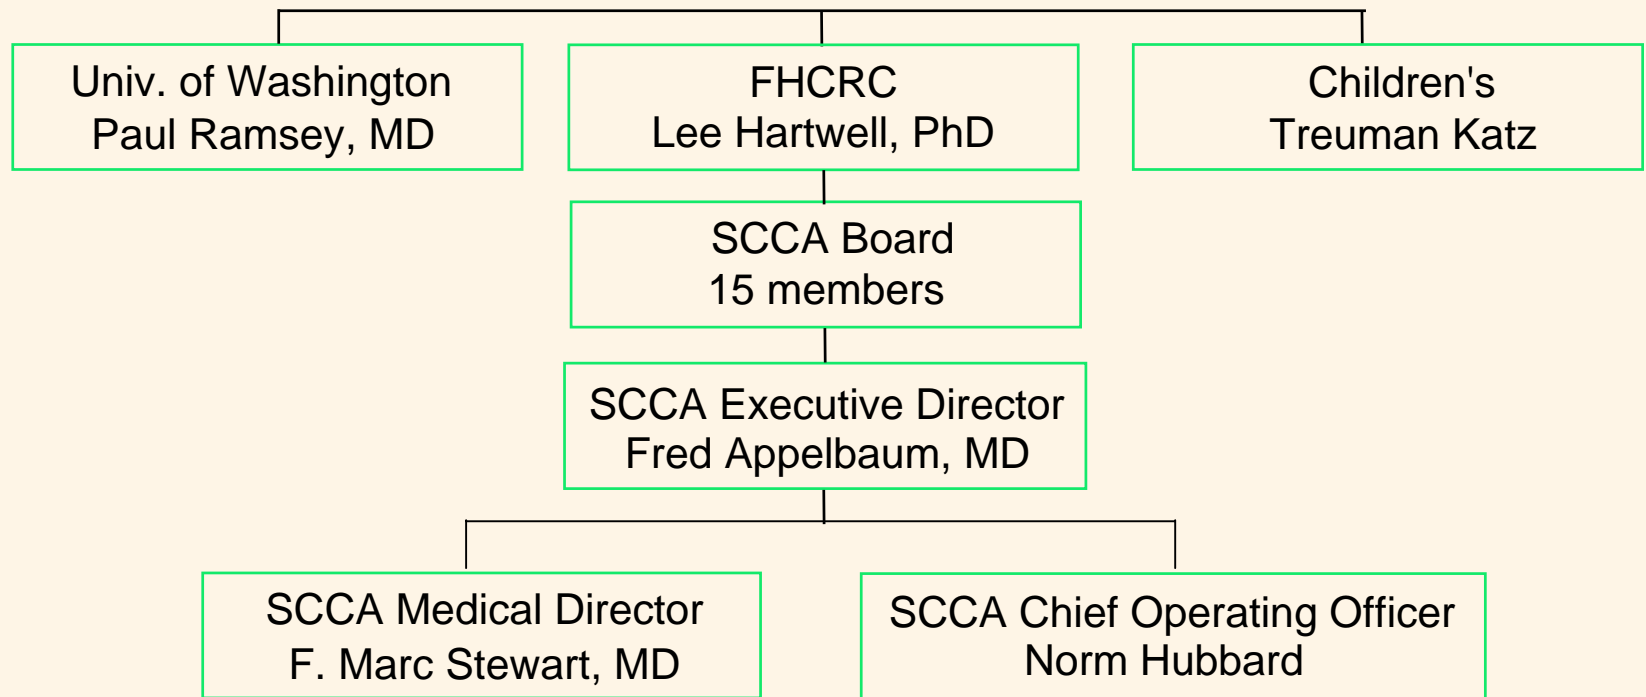 Univ. of Washington
Paul Ramsey, MD
FHCRC
Lee Hartwell, PhD
Children's
Treuman Katz
SCCA Board
15 members
SCCA Executive Director
Fred Appelbaum, MD
SCCA Medical Director
F. Marc Stewart, MD
SCCA Chief Operating Officer
Norm Hubbard